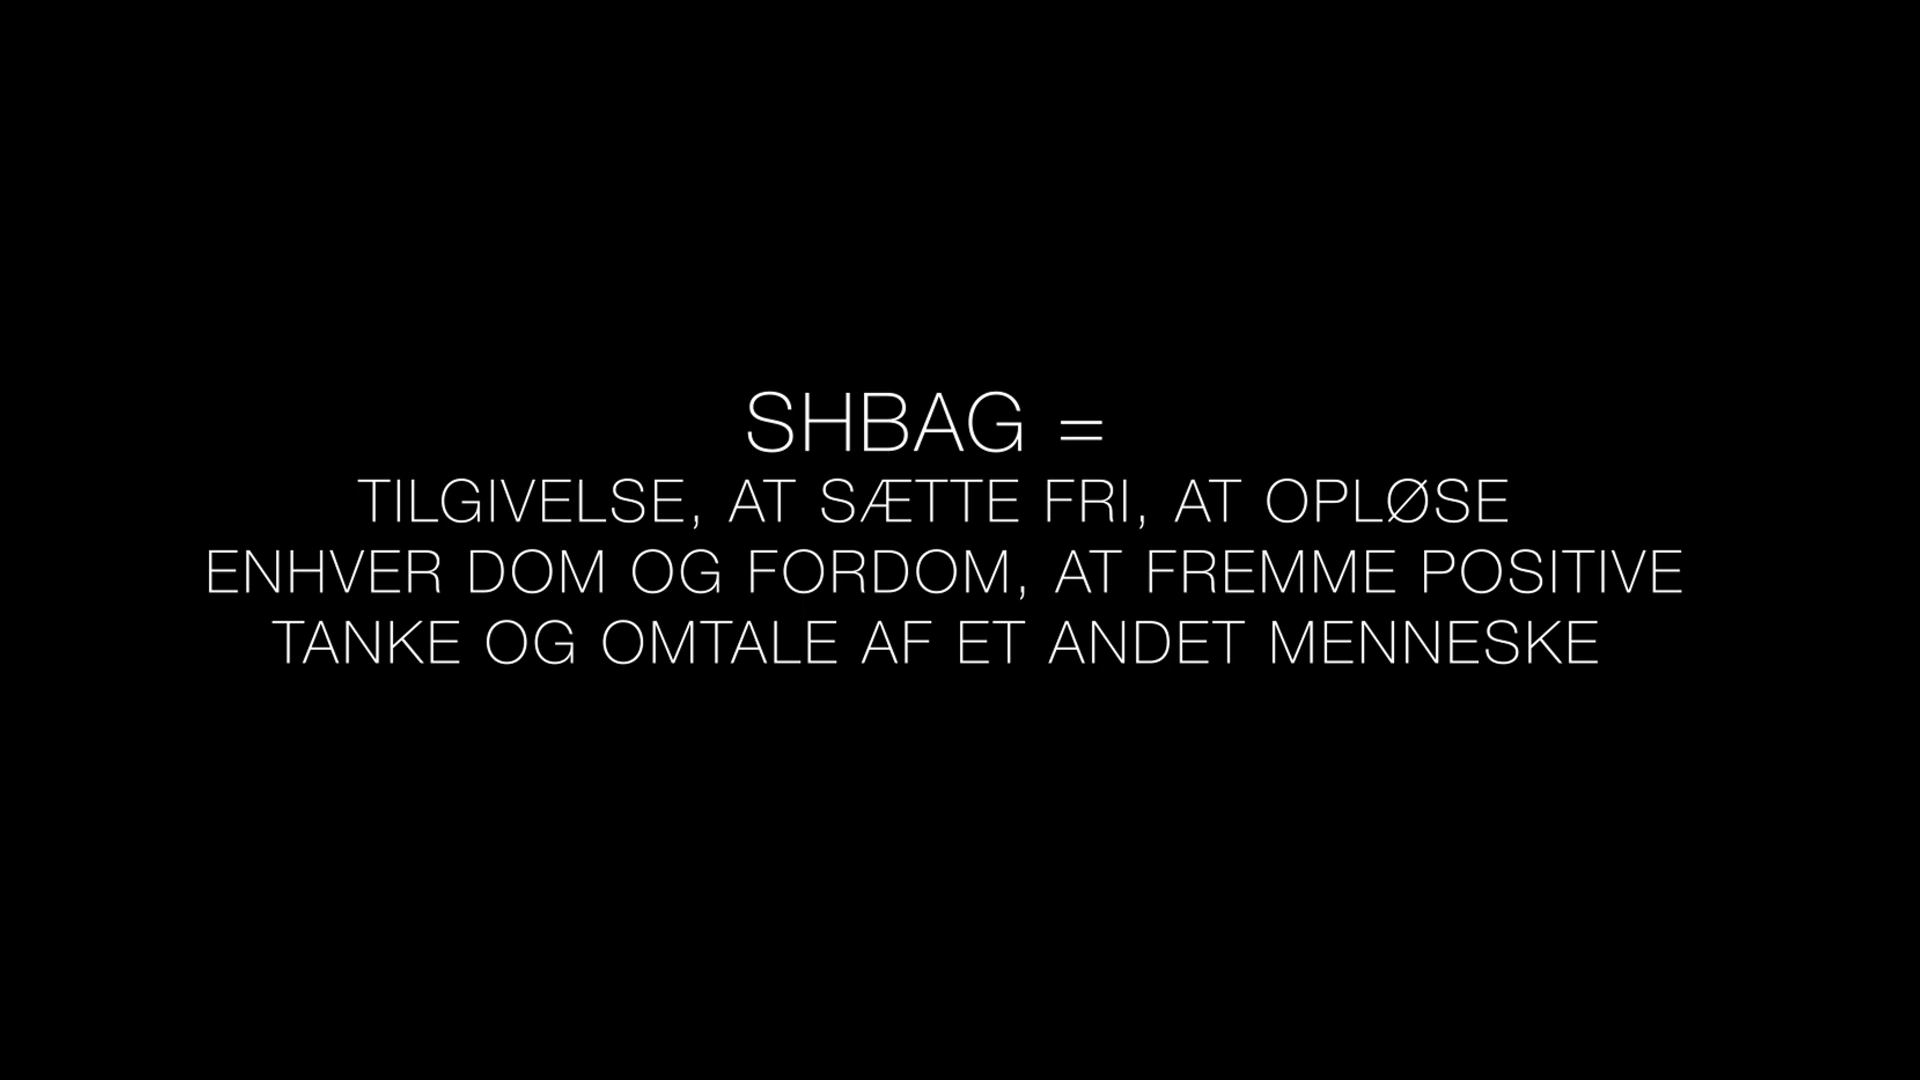 SHBAG =
TILGIVELSE, AT SÆTTE FRI, AT OPLØSE
ENHVER DOM OG FORDOM, AT FREMME POSITIVE
TANKE OG OMTALE AF ET ANDET MENNESKE